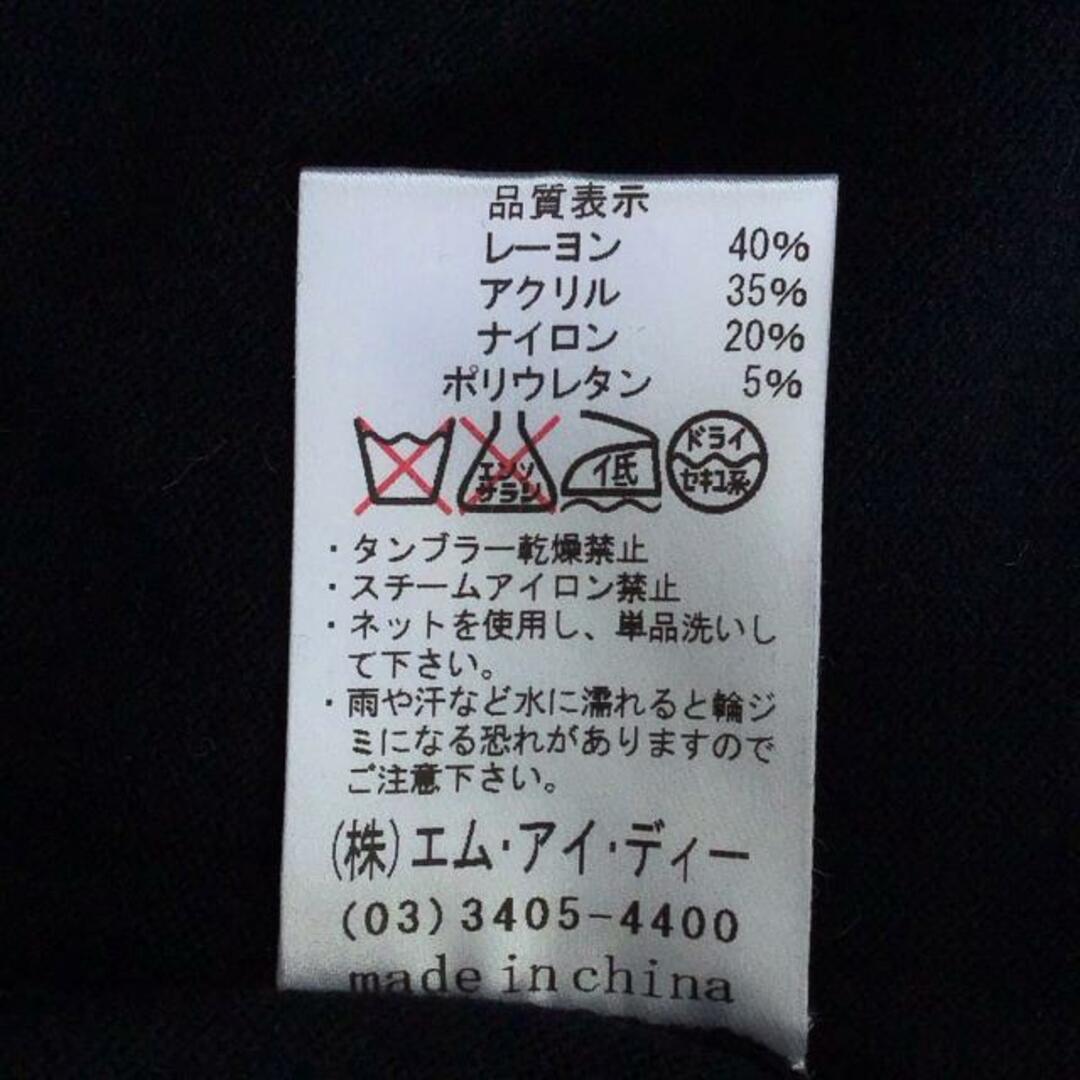 品質表示
レーヨン 40%
アクリル 35%
ナイロン 20%
ポリウレタン 5%
エンソ
サラシ
低
ドライ
セキユ系
・タンブラー乾燥禁止
・スチームアイロン禁止
・ネットを使用し、単品洗いし
て下さい。
・雨や汗など水に濡れると輪ジ
ミになる恐れがありますので
ご注意下さい。
(株)エム・アイ・ディー
(03)3405-4400
made in china